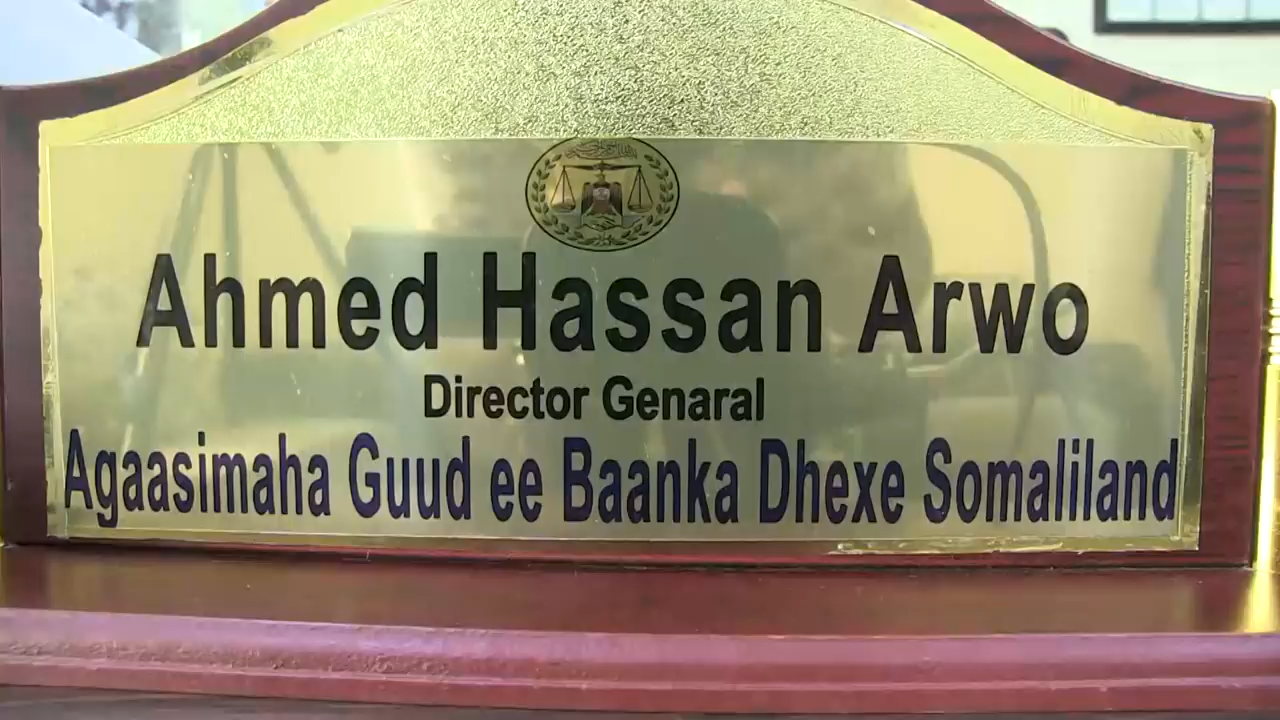 Ahmed Hassan Arwo
Director Genaral
Agaasimaha Guud ee Baanka Dhexe Somaliland